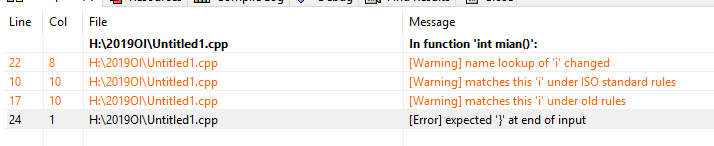 Line Col File Message
H:\2019OI\Untitled1.cpp In function 'int mian()':
22 8 H:\2019OI\Untitled1.cpp [Warning] name lookup of 'i' changed
10 10 H:\2019OI\Untitled1.cpp [Warning] matches this 'i' under ISO standard rules
17 10 H:\2019OI\Untitled1.cpp [Warning] matches this 'i' under old rules
24 1 H:\2019OI\Untitled1.cpp [Error] expected '}' at end of input